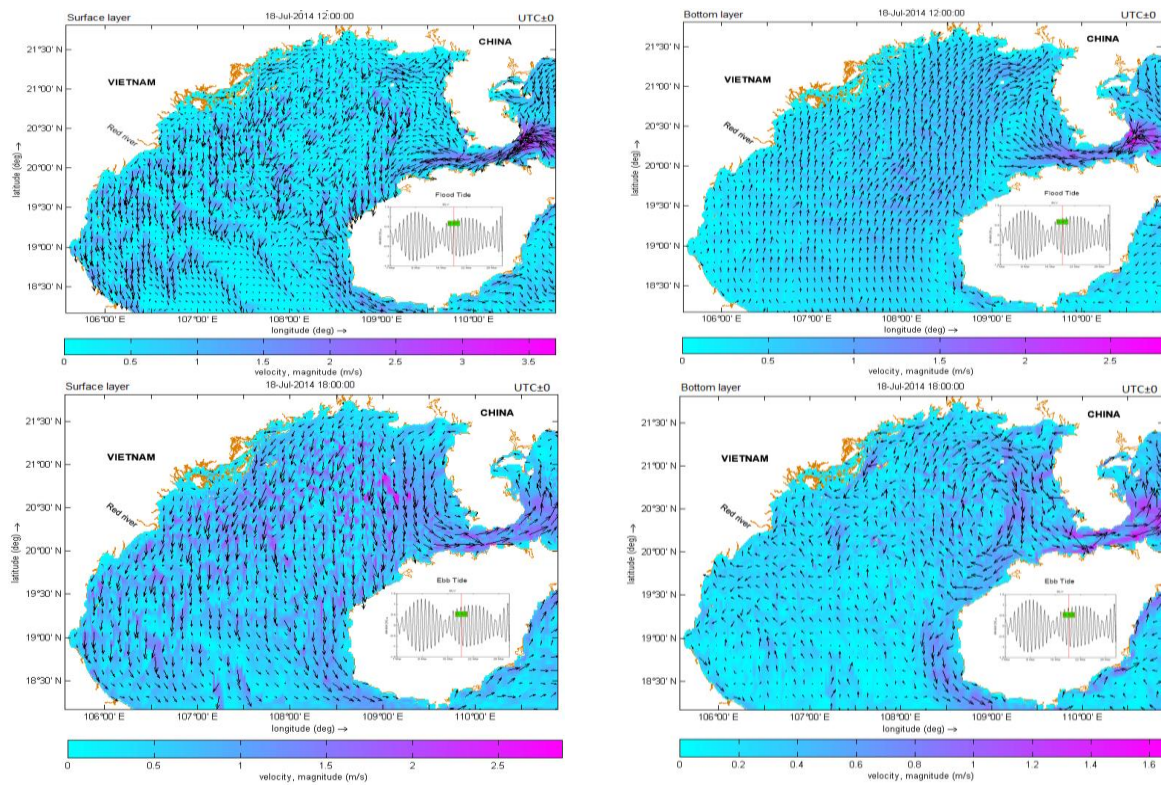 Surface layer 18-Jul-2014 12:00:00 UTC±0
21°30' N
CHINA
VIETNAM
21°00' N
20°30' N
Red river
latitude (deg) →
20°00' N
19°30' N
Flood Tide
19°00' N
18°30' N
106°00' E 107°00' E 108°00' E 109°00' E 110°00' E
longitude (deg) →
0 0.5 1 1.5 2 2.5 3 3.5
velocity, magnitude (m/s)
Bottom layer 18-Jul-2014 12:00:00 UTC±0
21°30' N
CHINA
VIETNAM
21°00' N
20°30' N
Red river
latitude (deg) →
20°00' N
19°30' N
Flood Tide
19°00' N
18°30' N
106°00' E 107°00' E 108°00' E 109°00' E 110°00' E
longitude (deg) →
0 0.5 1 1.5 2 2.5
velocity, magnitude (m/s)
Surface layer 18-Jul-2014 18:00:00 UTC±0
21°30' N
CHINA
VIETNAM
21°00' N
20°30' N
Red river
latitude (deg) →
20°00' N
19°30' N
Ebb Tide
19°00' N
18°30' N
106°00' E 107°00' E 108°00' E 109°00' E 110°00' E
longitude (deg) →
0 0.5 1 1.5 2 2.5
velocity, magnitude (m/s)
Bottom layer 18-Jul-2014 18:00:00 UTC±0
21°30' N
CHINA
VIETNAM
21°00' N
20°30' N
Red river
latitude (deg) →
20°00' N
19°30' N
Ebb Tide
19°00' N
18°30' N
106°00' E 107°00' E 108°00' E 109°00' E 110°00' E
longitude (deg) →
0 0.2 0.4 0.6 0.8 1 1.2 1.4 1.6
velocity, magnitude (m/s)